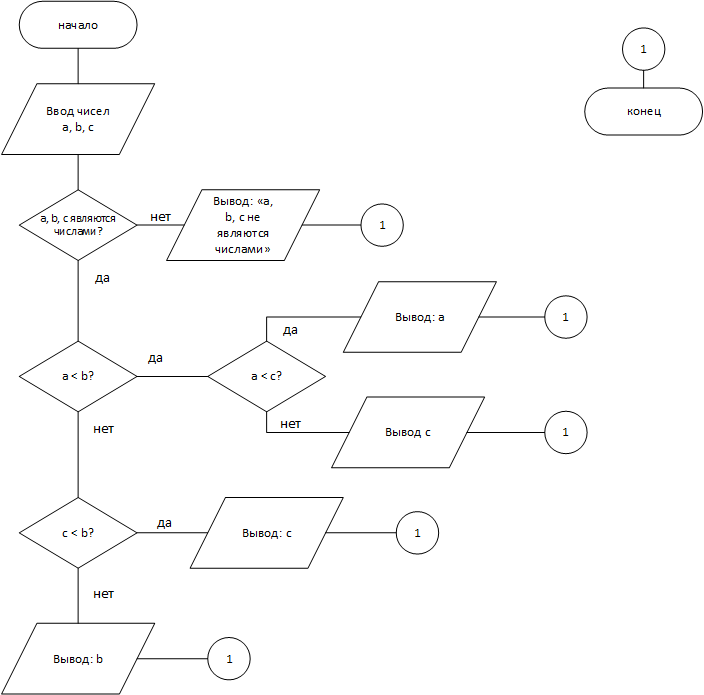 начало
1
конец
Ввод чисел
a, b, c
a, b, c являются
числами?
нет
Вывод: «a,
b, c не
являются
числами»
1
да
a < b?
да
a < c?
да
Вывод: a
1
нет
Вывод c
1
нет
c < b?
да
Вывод: c
1
нет
Вывод: b
1